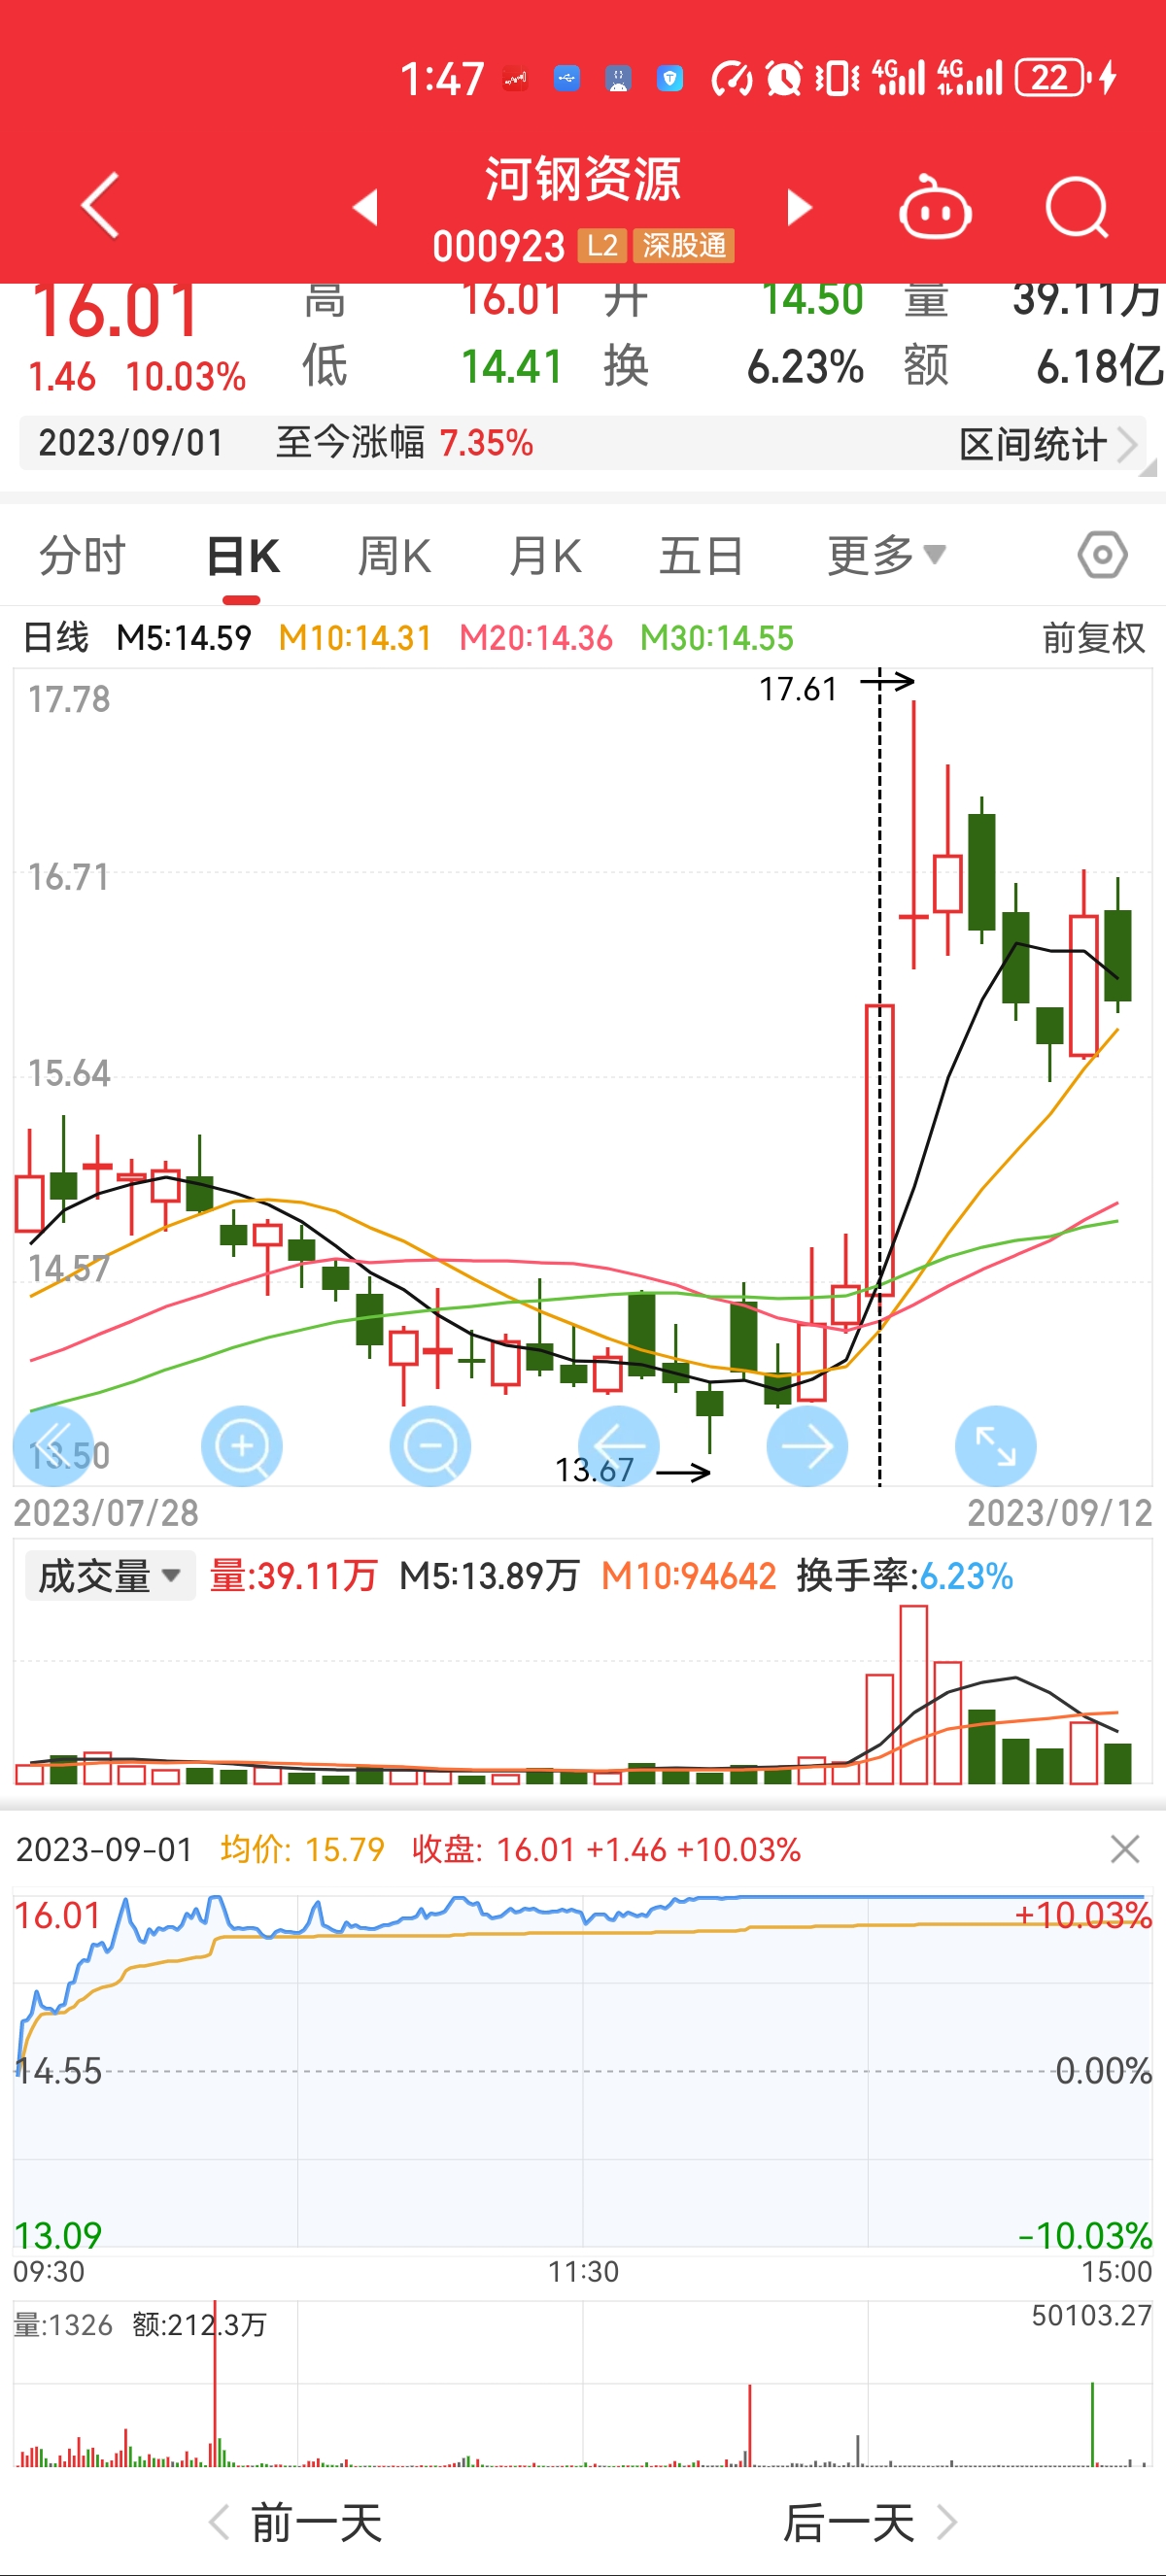 1:47 4G 4G 22
河钢资源
000923 L2 深股通
16.01 高 16.01 开 14.50 量 39.11万
1.46 10.03% 低 14.41 换 6.23% 额 6.18亿
2023/09/01 至今涨幅 7.35% 区间统计
分时 日K 周K 月K 五日 更多
日线 M5:14.59 M10:14.31 M20:14.36 M30:14.55 前复权
17.61
17.78
16.71
15.64
14.57
13.50
13.67
2023/07/28 2023/09/12
成交量 量:39.11万 M5:13.89万 M10:94642 换手率:6.23%
2023-09-01 均价: 15.79 收盘: 16.01 +1.46 +10.03%
16.01 +10.03%
14.55 0.00%
13.09 -10.03%
09:30 11:30 15:00
量:1326 额:212.3万 50103.27
前一天 后一天